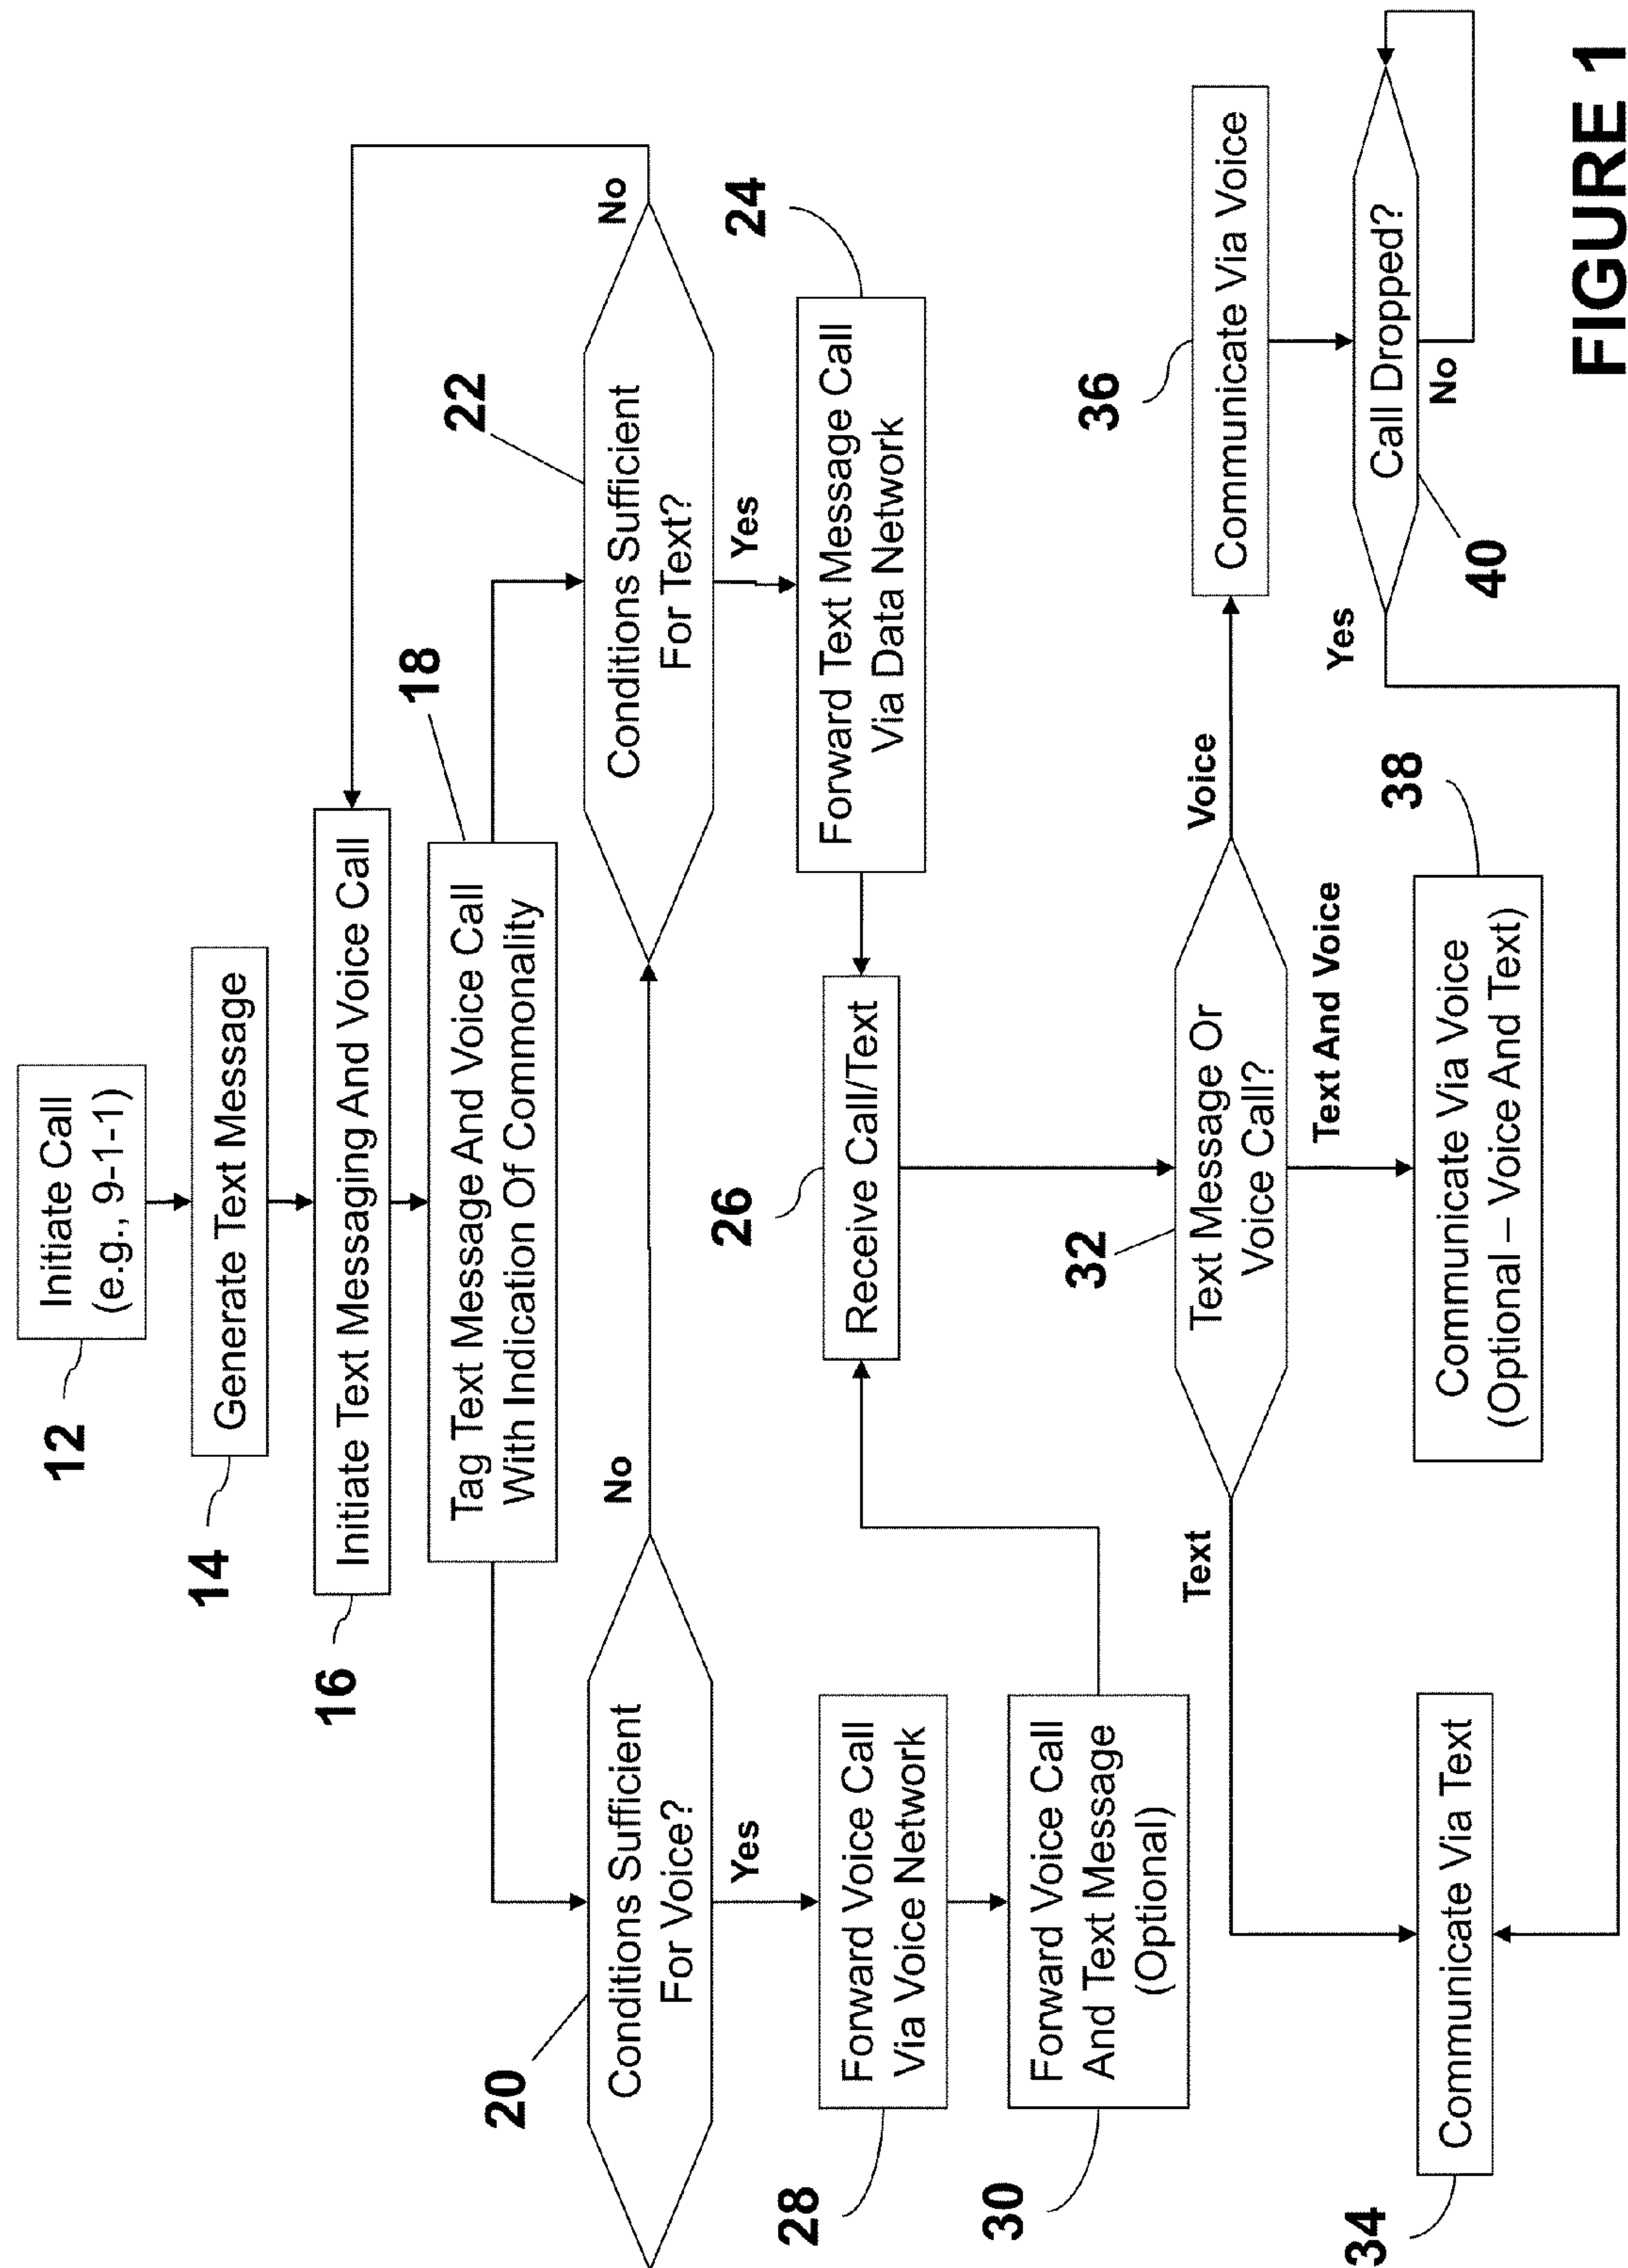 12
Initiate Call
(e.g., 9-1-1)
14
Generate Text Message
16
Initiate Text Messaging And Voice Call
18
Tag Text Message And Voice Call
With Indication Of Commonality
20
Conditions Sufficient
For Voice?
No
22
Conditions Sufficient
For Text?
No
Yes
Yes
28
Forward Voice Call
Via Voice Network
24
Forward Text Message Call
Via Data Network
26
Receive Call/Text
30
Forward Voice Call
And Text Message
(Optional)
32
Text Message Or
Voice Call?
Text
Voice
Text And Voice
36
Communicate Via Voice
34
Communicate Via Text
38
Communicate Via Voice
(Optional – Voice And Text)
40
Call Dropped?
Yes
No
FIGURE 1